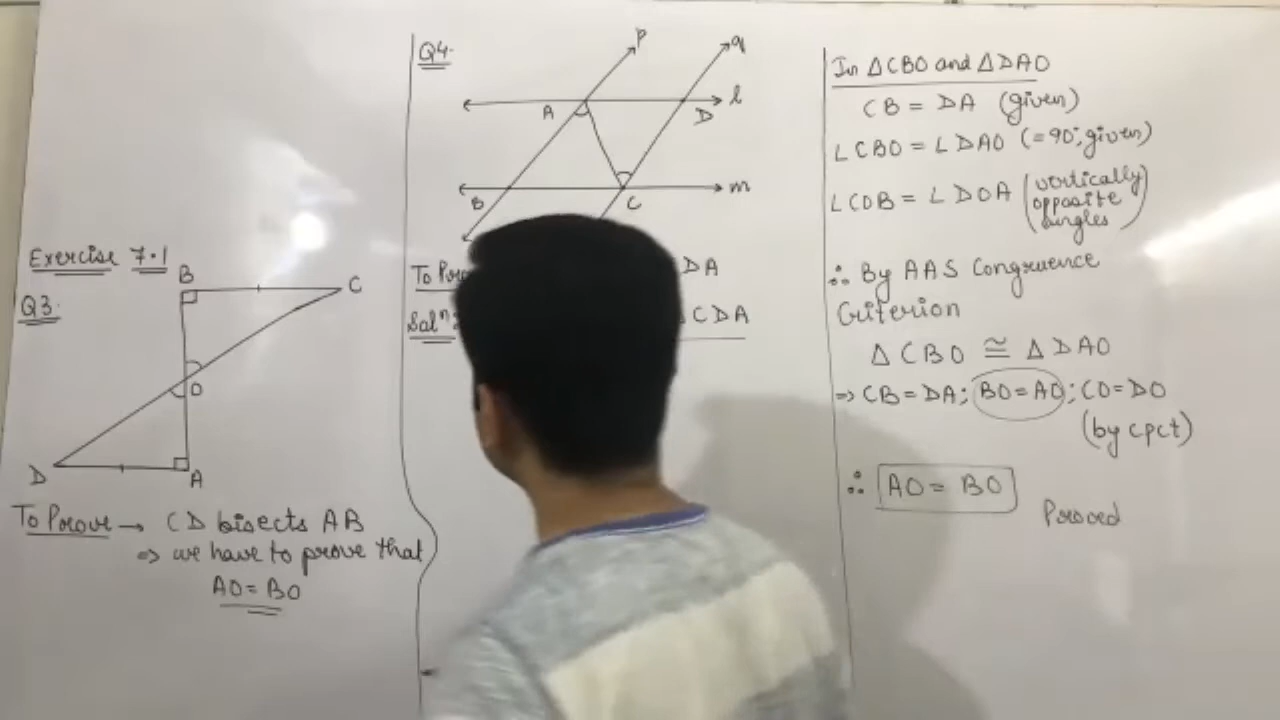 Exercise 7.1
Q3.
B
C
O
D
A
To Prove → CD bisects AB
⇒ we have to prove that
AO = BO
Q4.
p
q
l
A
D
m
B
C
DA
Solⁿ
CDA
In ΔCBO and ΔDAO
CB = DA (given)
∠CBO = ∠DAO (=90°, given)
∠COB = ∠DOA (vertically opposite angles)
∴ By AAS Congruence
Criterion
ΔCBO ≅ ΔDAO
⇒ CB = DA; BO = AO; CO = DO
(by cpct)
∴ AO = BO
Proved